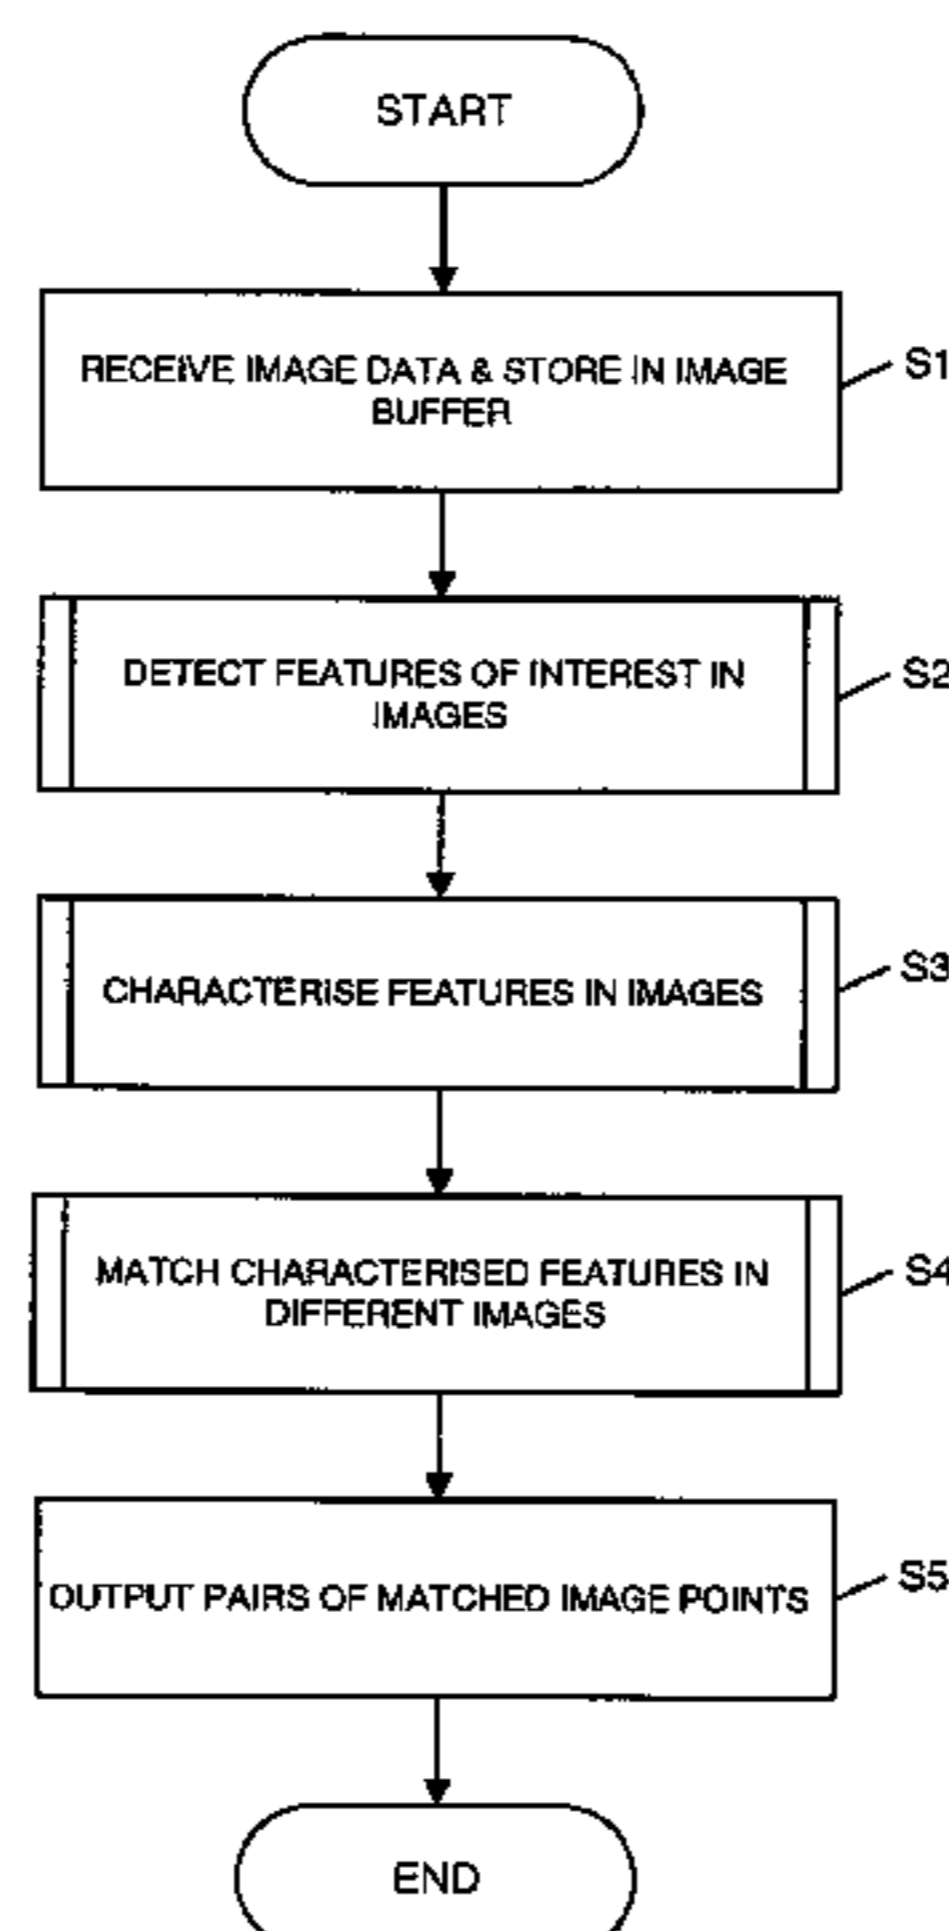 START
RECEIVE IMAGE DATA & STORE IN IMAGE
BUFFER
S1
DETECT FEATURES OF INTEREST IN
IMAGES
S2
CHARACTERISE FEATURES IN IMAGES
S3
MATCH CHARACTERISED FEATURES IN
DIFFERENT IMAGES
S4
OUTPUT PAIRS OF MATCHED IMAGE POINTS
S5
END